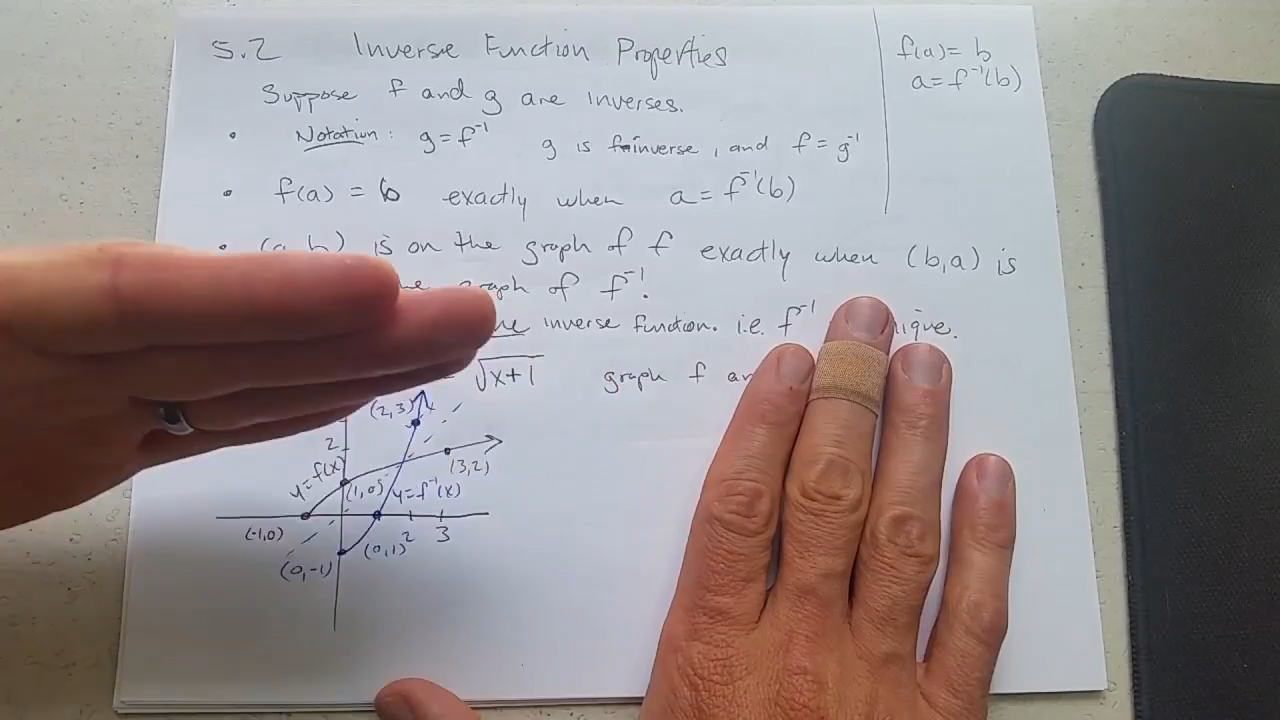 5.2 Inverse Function Properties
f(a) = b
a = f⁻¹(b)
Suppose f and g are inverses.
• Notation: g = f⁻¹ g is f inverse, and f = g⁻¹
• f(a) = b exactly when a = f⁻¹(b)
• is on the graph of f exactly when (b,a) is
graph of f⁻¹.
inverse function. i.e. f⁻¹
√x+1 graph f
(2,3)
2
y=f(x)
(3,2)
(1,0)
y=f⁻¹(x)
(-1,0)
(0,1)
2
3
(0,-1)